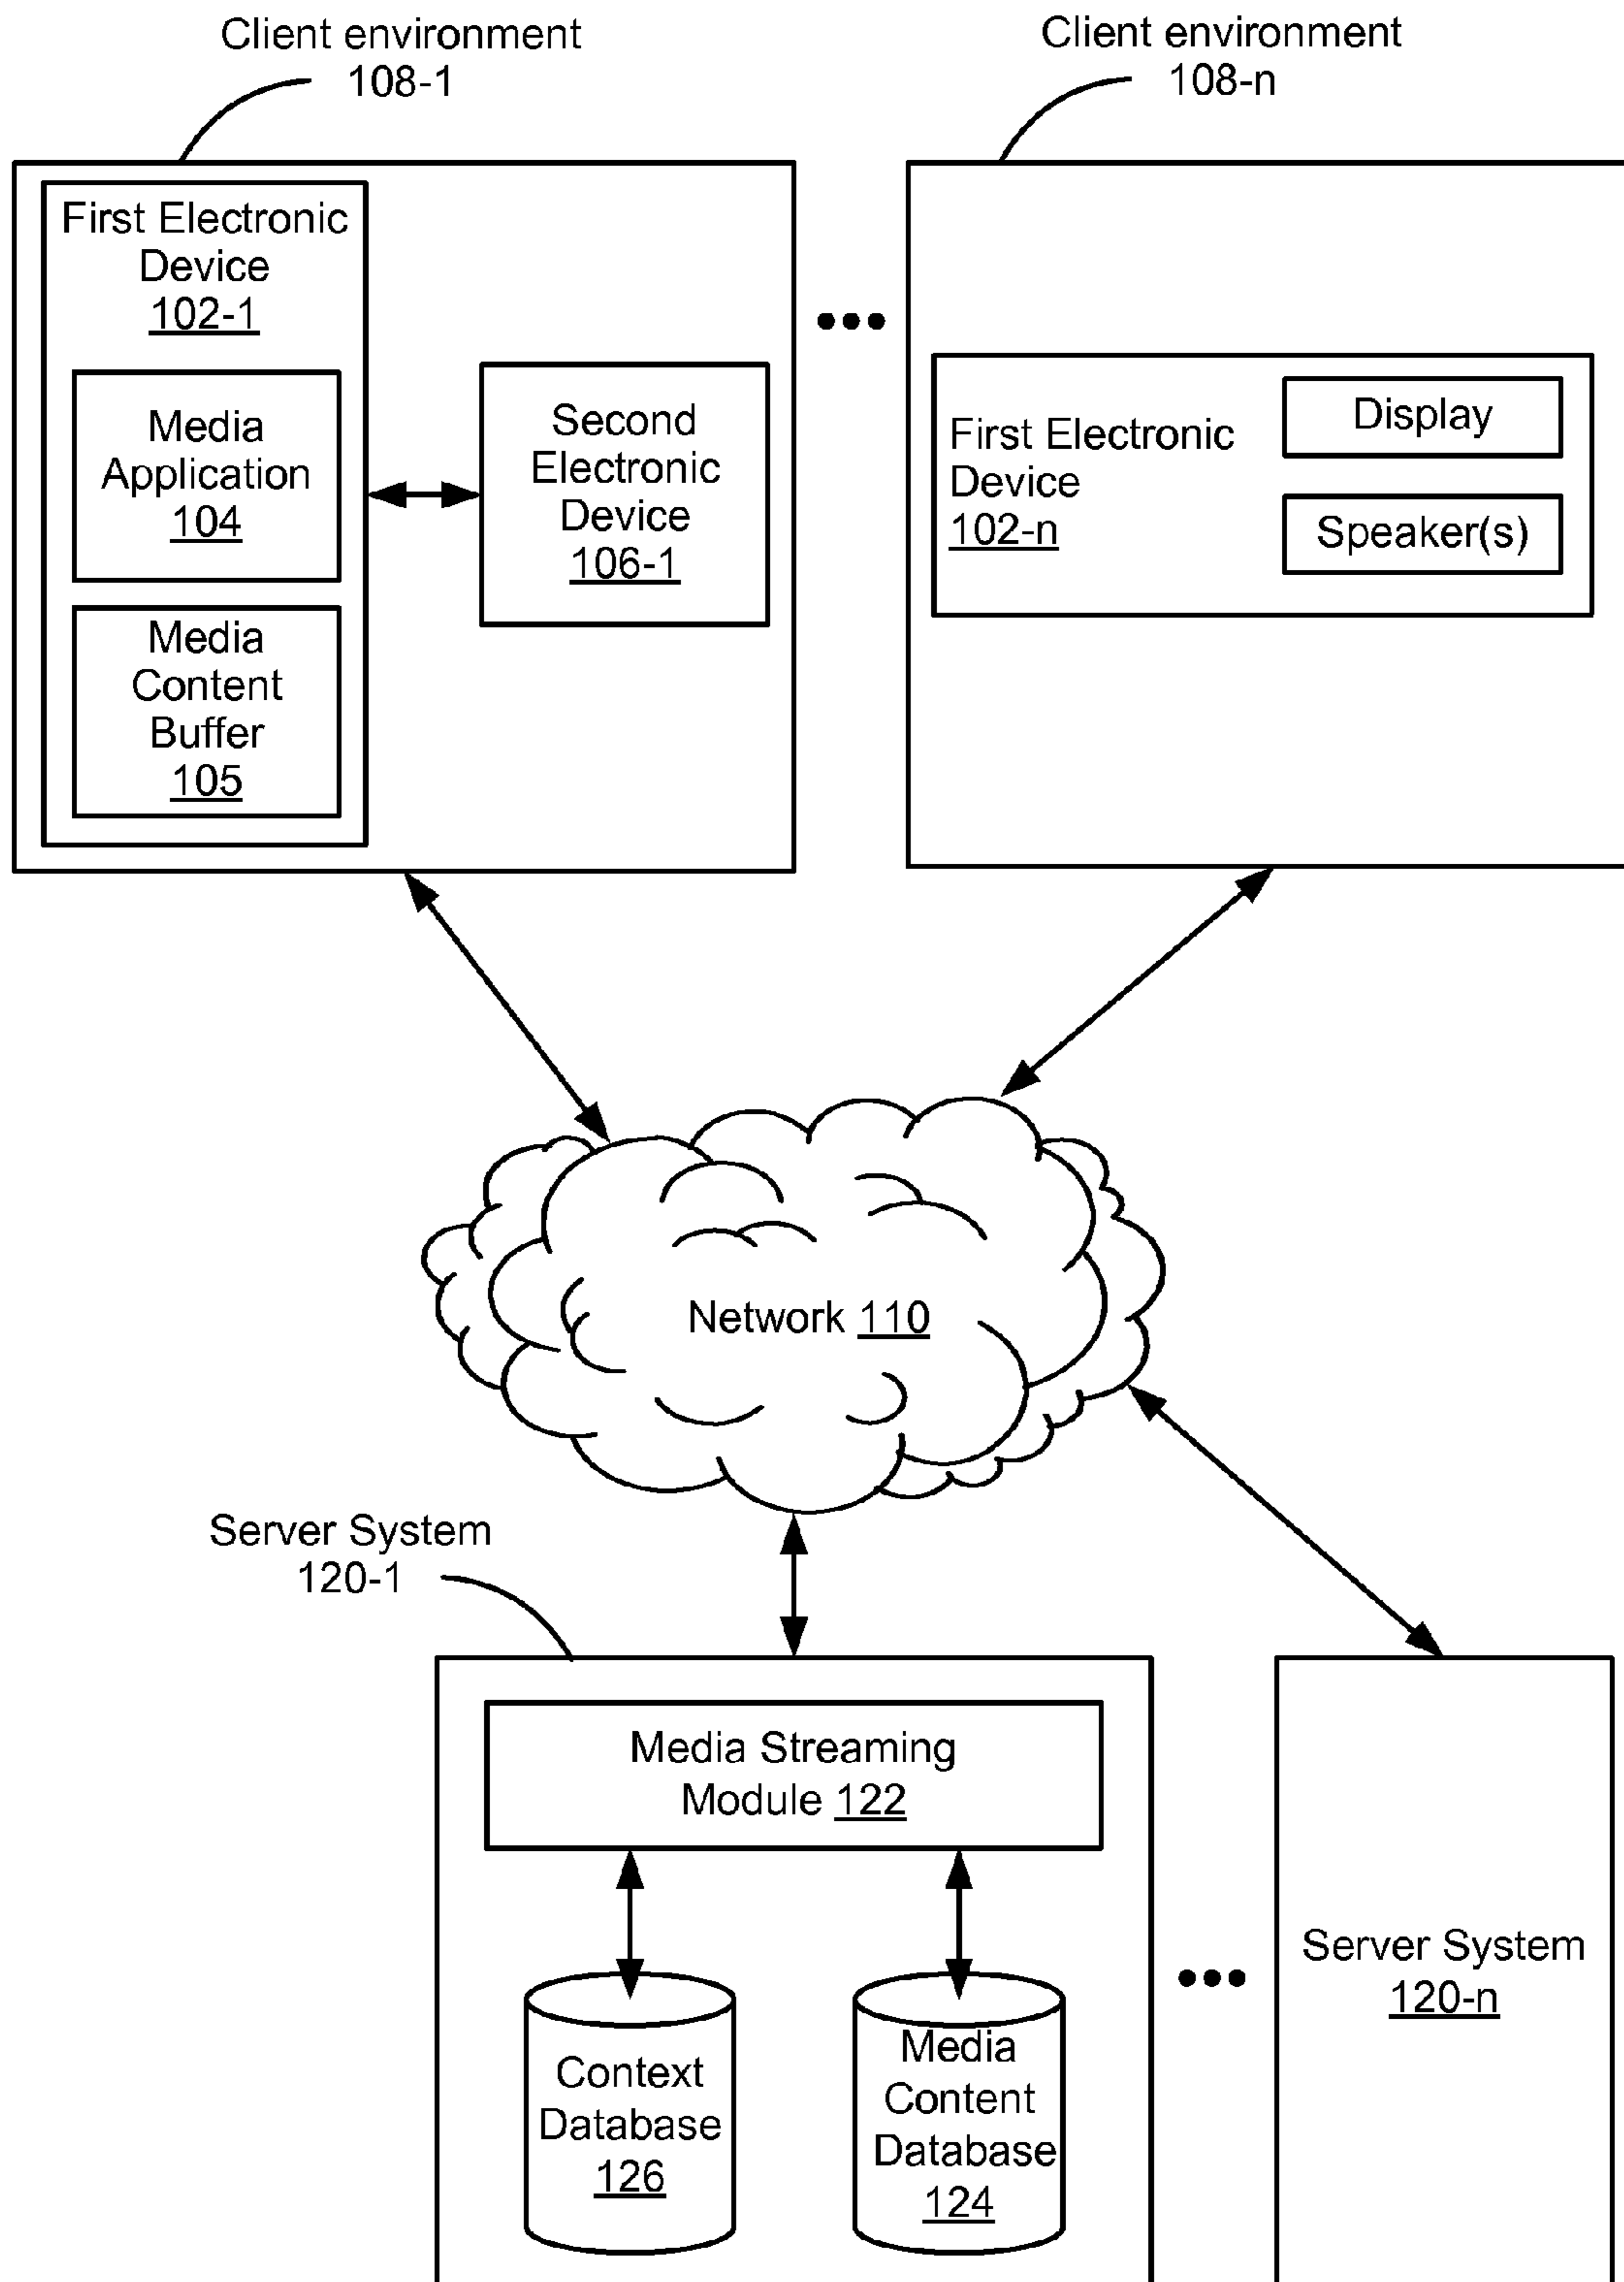 Client environment
108-1
Client environment
108-n
First Electronic
Device
102-1
Media
Application
104
Media
Content
Buffer
105
Second
Electronic
Device
106-1
First Electronic
Device
102-n
Display
Speaker(s)
Network 110
Server System
120-1
Media Streaming
Module 122
Context
Database
126
Media
Content
Database
124
Server System
120-n